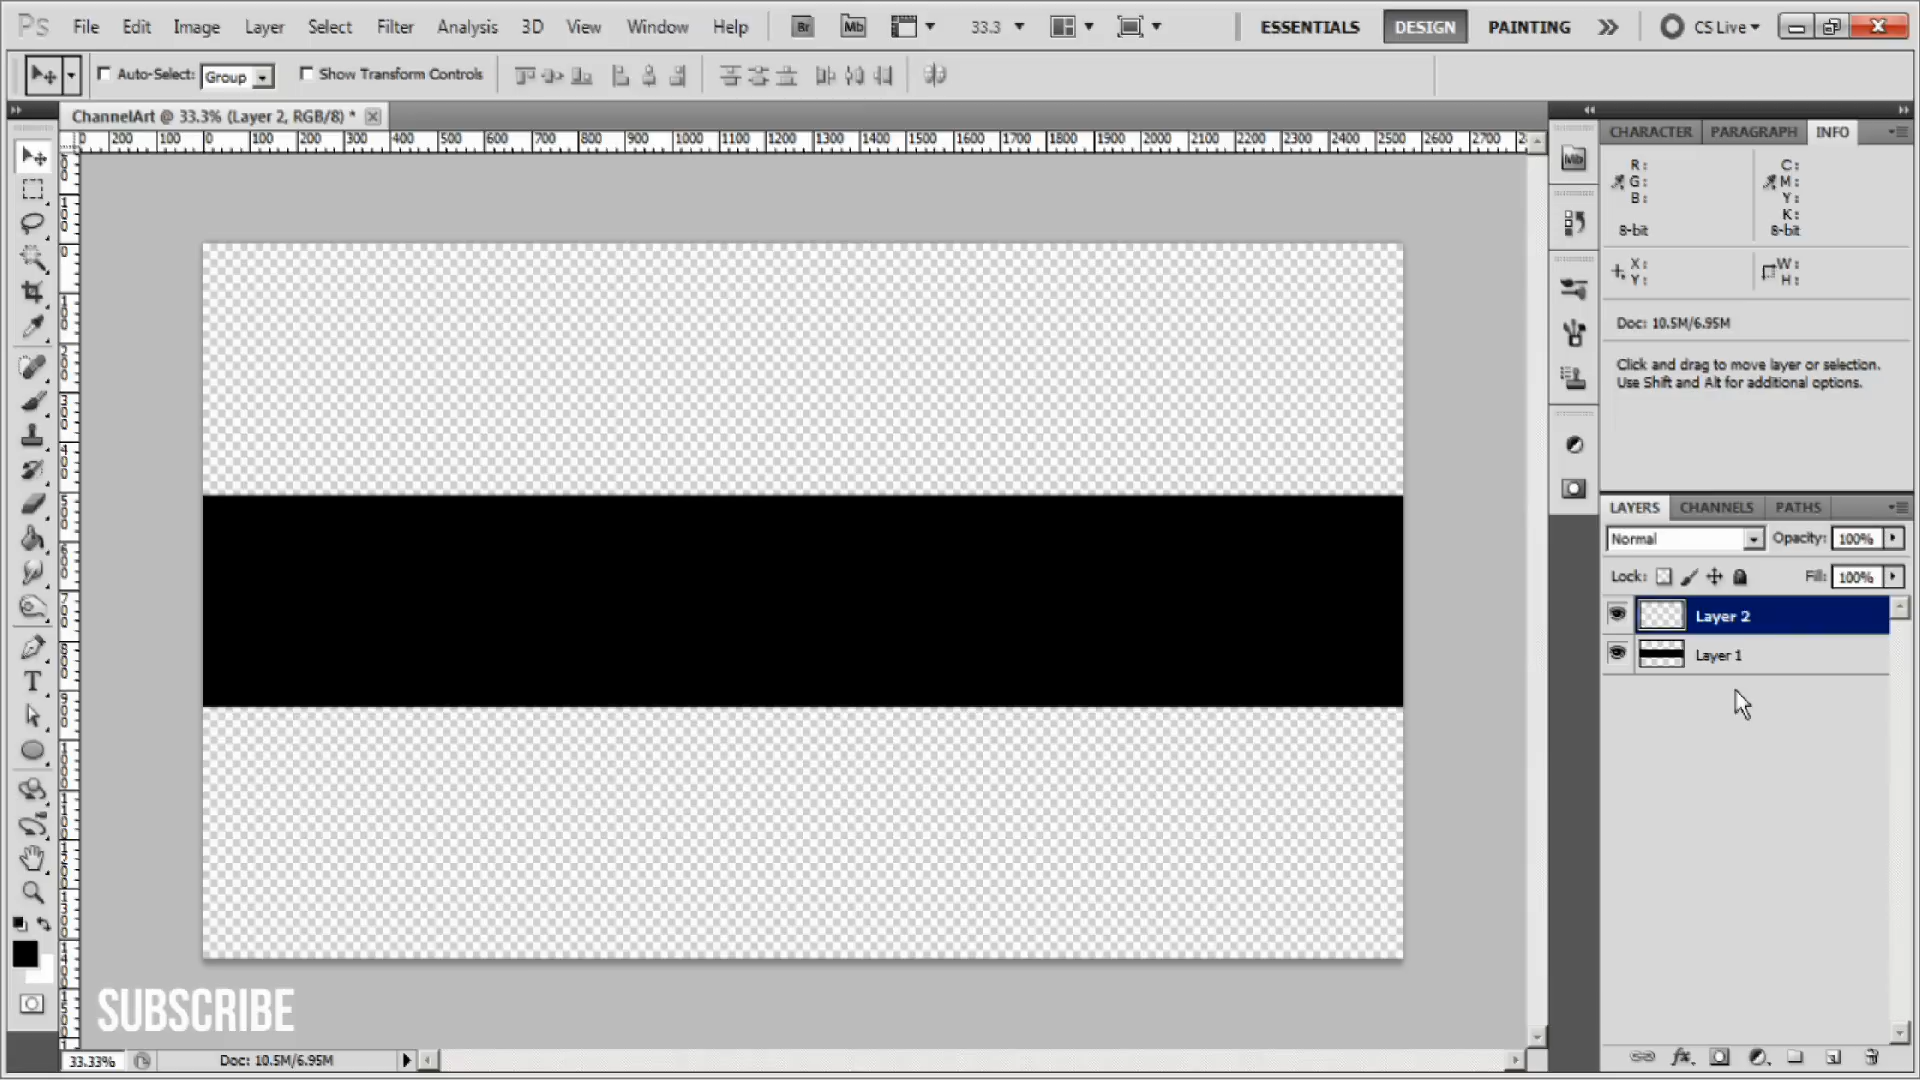 Ps File Edit Image Layer Select Filter Analysis 3D View Window Help Br Mb 33.3 ESSENTIALS DESIGN PAINTING CS Live
Auto-Select: Group Show Transform Controls
ChannelArt @ 33.3% (Layer 2, RGB/8) *
0 200 100 0 100 200 300 400 500 600 700 800 900 1000 1100 1200 1300 1400 1500 1600 1700 1800 1900 2000 2100 2200 2300 2400 2500 2600 2700 2
CHARACTER PARAGRAPH INFO
Mb
R: C:
G: M:
B: Y:
K:
8-bit 8-bit
X: W:
Y: H:
Doc: 10.5M/6.95M
Click and drag to move layer or selection.
Use Shift and Alt for additional options.
LAYERS CHANNELS PATHS
Normal Opacity: 100%
Lock: Fill: 100%
Layer 2
Layer 1
SUBSCRIBE
33.33% Doc: 10.5M/6.95M